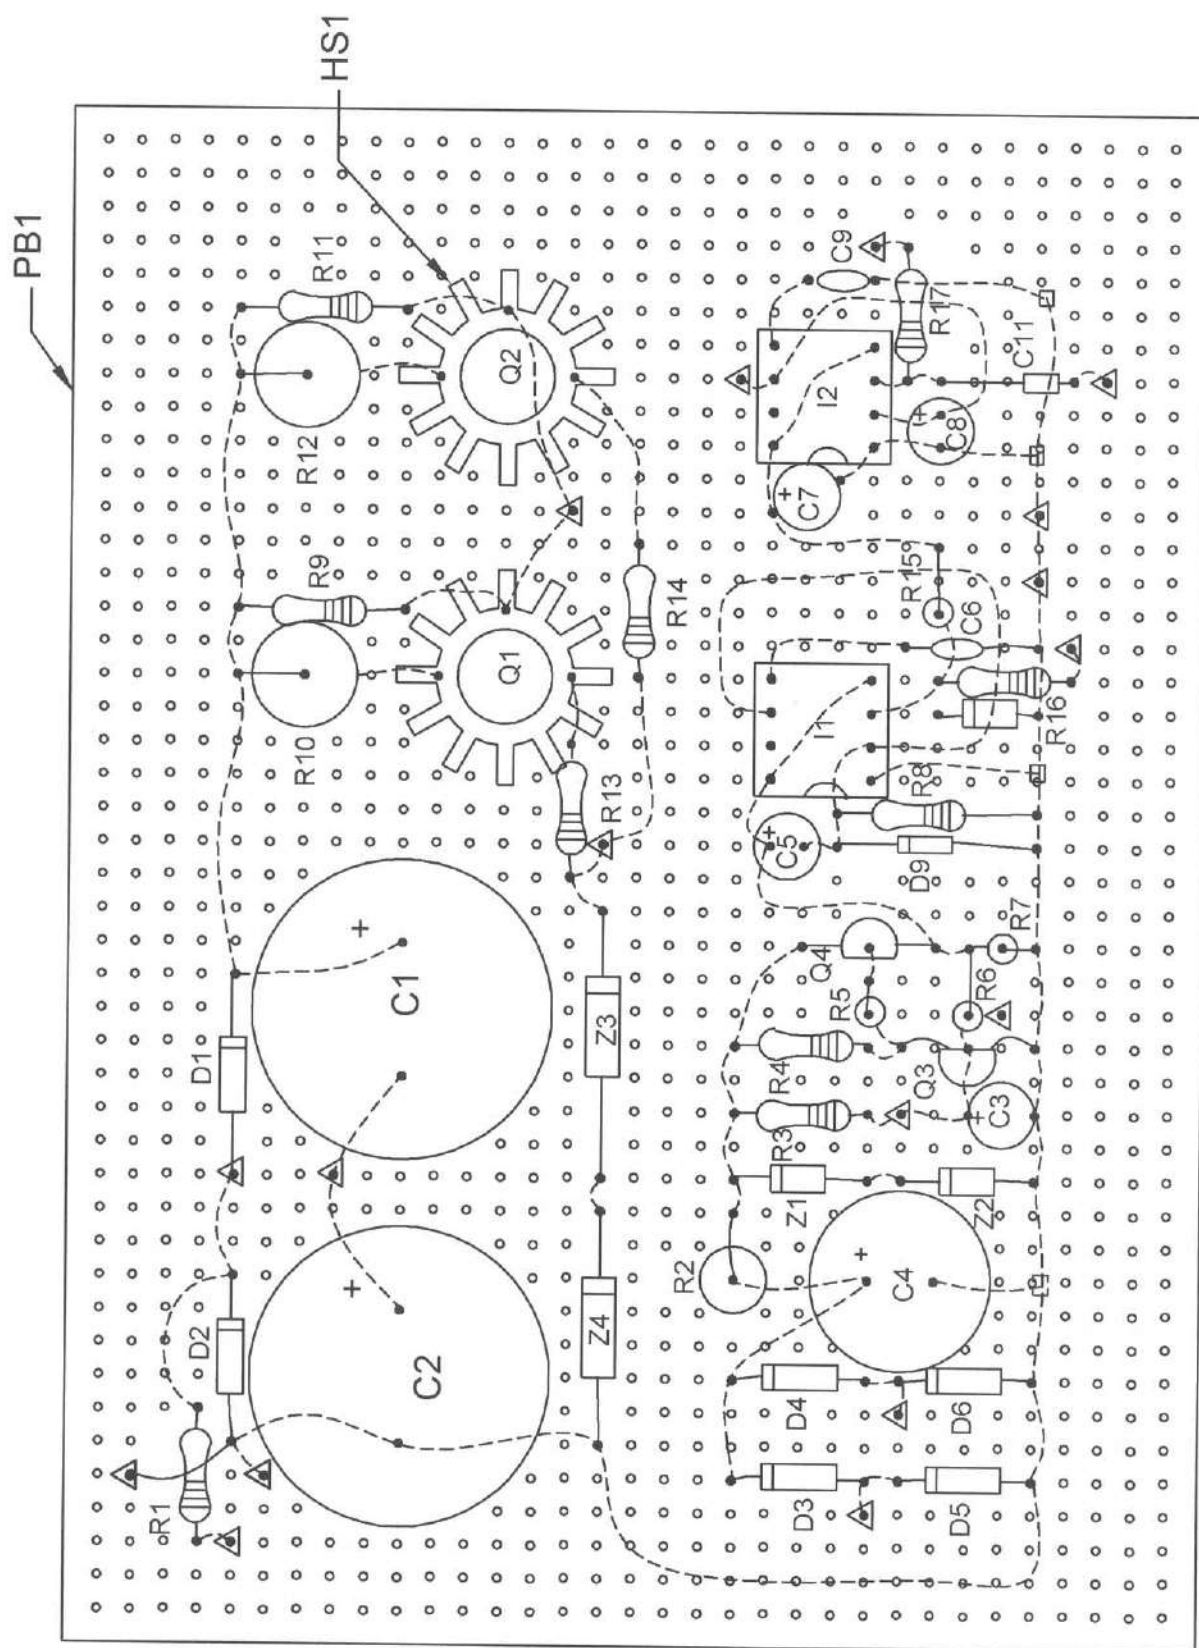 PB1
HS1
R11
R12
Q2
R9
R10
Q1
R14
R13
+
C1
D1
Z3
+
C2
D2
Z4
R1
C9
R17
I2
C11
+
C8
+
C7
R15
C6
I1
R16
R8
+
C5
D9
Q4
R7
R5
R6
R4
Q3
R3
+
C3
Z1
Z2
R2
+
C4
D4
D6
D3
D5